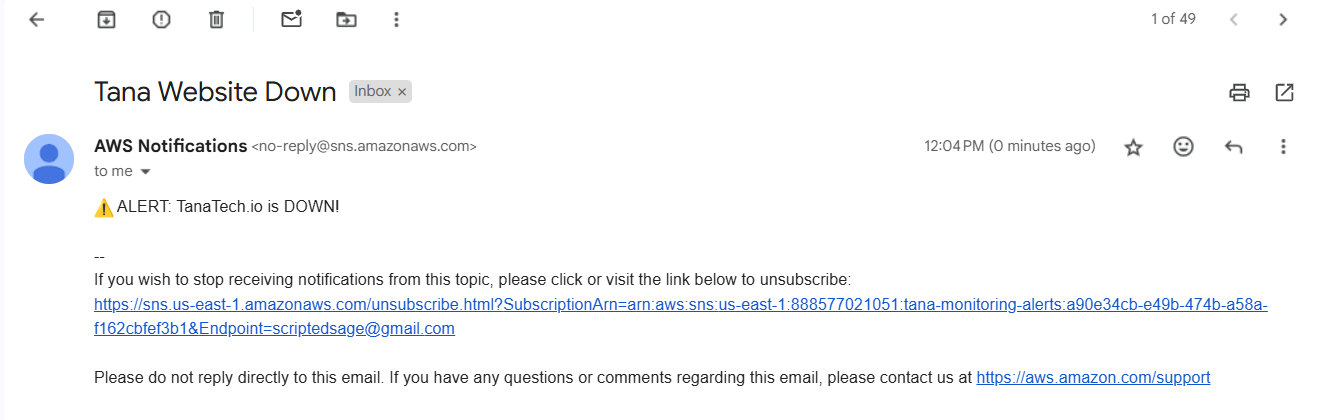 1 of 49
Tana Website Down Inbox ×
AWS Notifications <no-reply@sns.amazonaws.com> 12:04 PM (0 minutes ago)
to me
⚠️ ALERT: TanaTech.io is DOWN!
--
If you wish to stop receiving notifications from this topic, please click or visit the link below to unsubscribe:
https://sns.us-east-1.amazonaws.com/unsubscribe.html?SubscriptionArn=arn:aws:sns:us-east-1:888577021051:tana-monitoring-alerts:a90e34cb-e49b-474b-a58a-
f162cbfef3b1&Endpoint=scriptedsage@gmail.com
Please do not reply directly to this email. If you have any questions or comments regarding this email, please contact us at https://aws.amazon.com/support